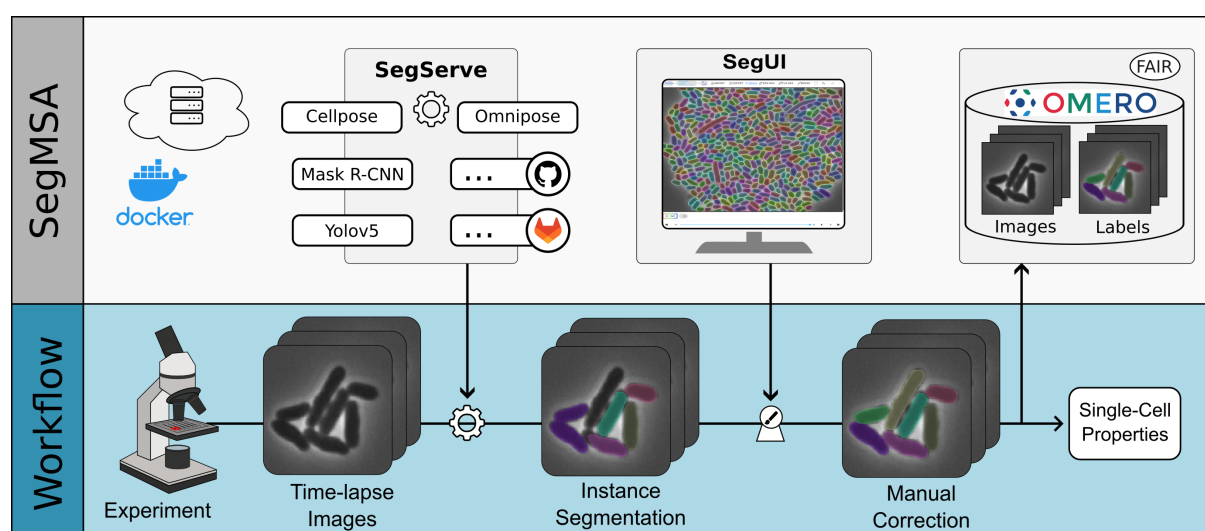 SegMSA
docker
SegServe
Cellpose
Omnipose
Mask R-CNN
...
Yolov5
...
SegUI
FAIR
OMERO
Images
Labels
Workflow
Experiment
Time-lapse
Images
Instance
Segmentation
Manual
Correction
Single-Cell
Properties